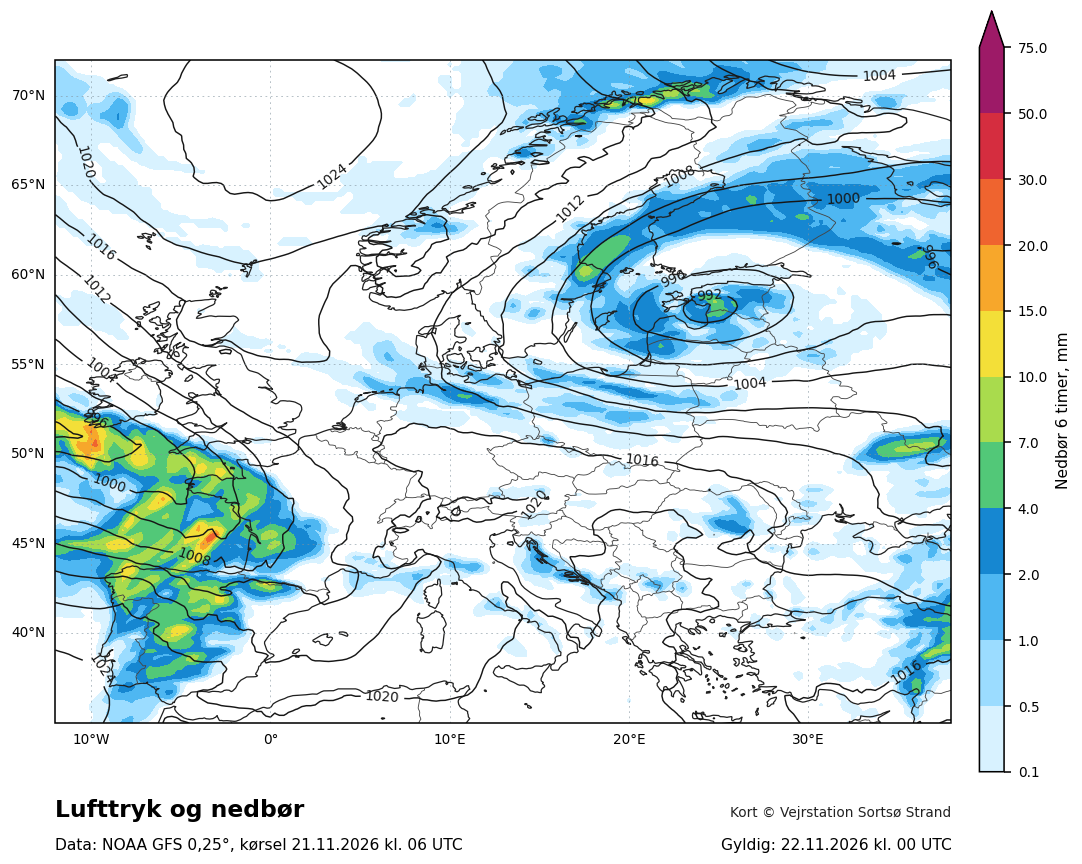 1004
70°N
1024
1020
65°N
1008
1012
1000
1016
60°N
996
996
992
1012
55°N
1004
1004
996
50°N
1016
1000
1020
45°N
1008
40°N
1024
1016
1020
10°W
0°
10°E
20°E
30°E
75.0
50.0
30.0
20.0
15.0
10.0
7.0
4.0
2.0
1.0
0.5
0.1
Nedbør 6 timer, mm
Lufttryk og nedbør
Kort © Vejrstation Sortsø Strand
Data: NOAA GFS 0,25°, kørsel 21.11.2026 kl. 06 UTC
Gyldig: 22.11.2026 kl. 00 UTC